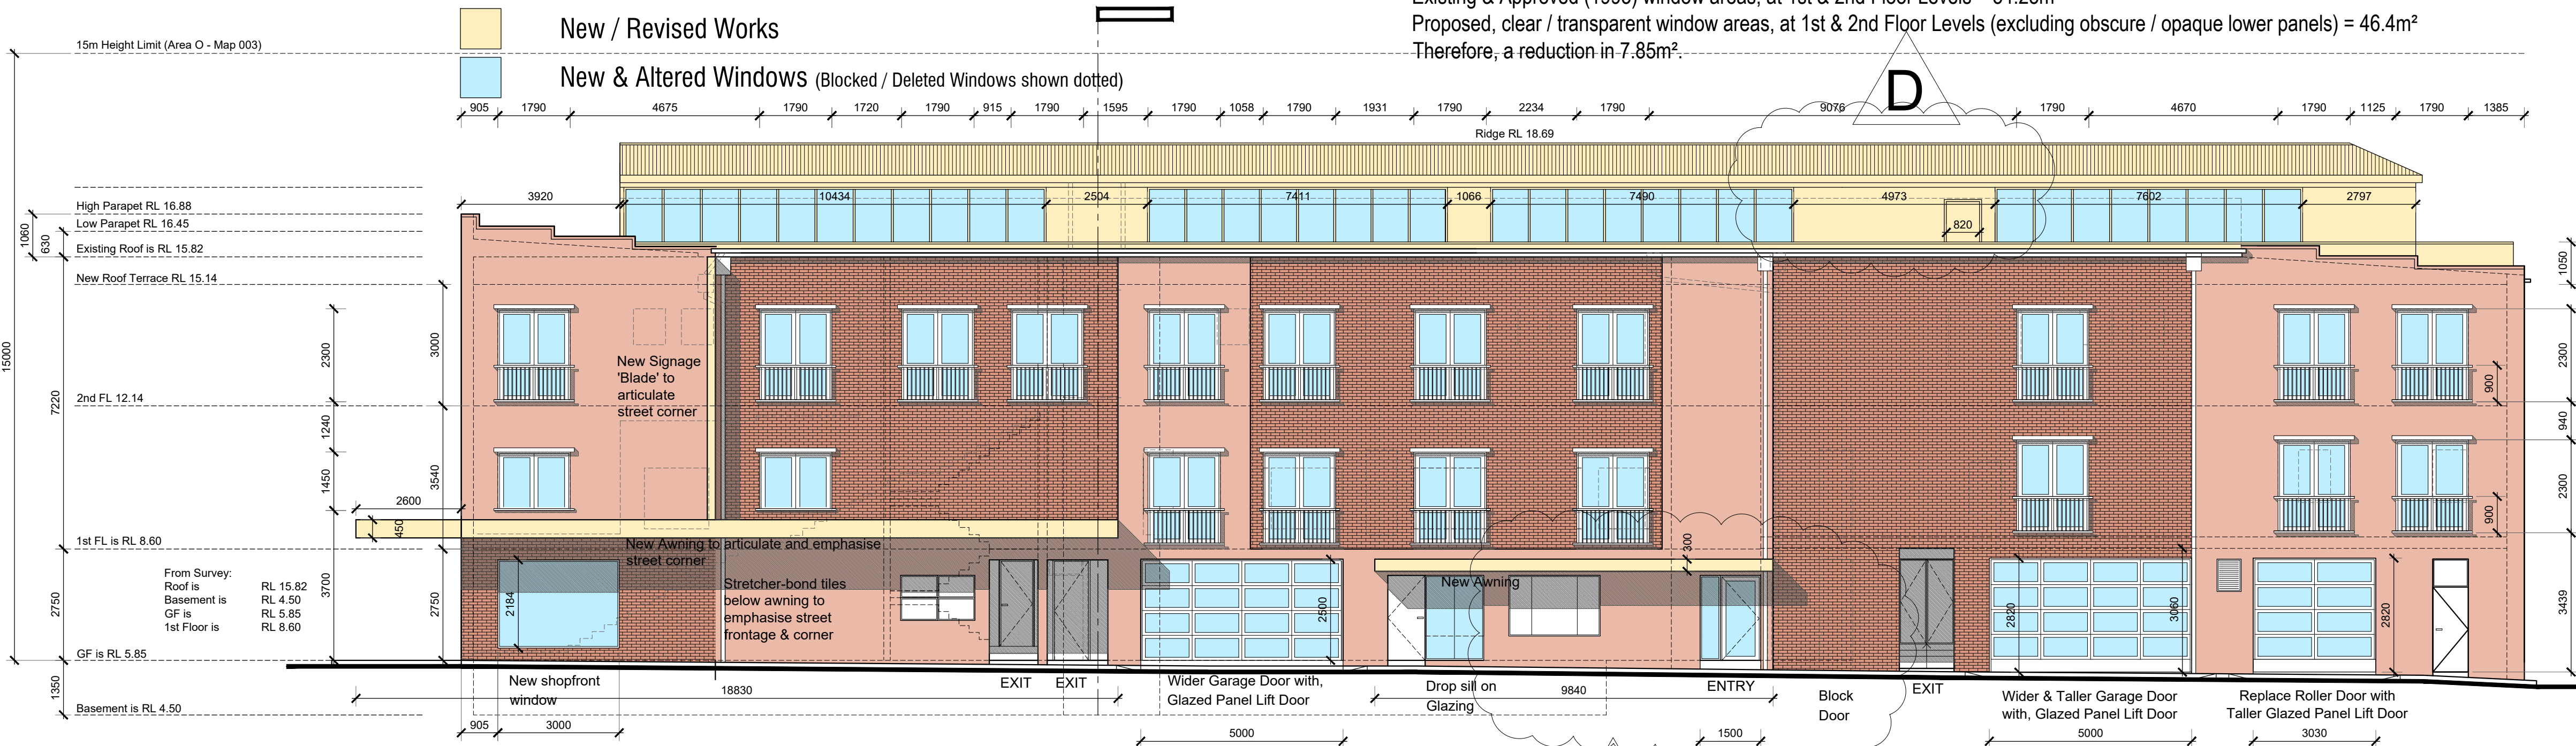 Proposed, clear / transparent window areas, at 1st & 2nd Floor Levels (excluding obscure / opaque lower panels) = 46.4m²
Therefore, a reduction in 7.85m².
New / Revised Works
New & Altered Windows (Blocked / Deleted Windows shown dotted)
15m Height Limit (Area O - Map 003)
D
905 1790 4675 1790 1720 1790 915 1790 1595 1790 1058 1790 1931 1790 2234 1790 9076 1790 4670 1790 1125 1790 1385
Ridge RL 18.69
3920 10434 2504 7411 1066 7490 4973 7602 2797
820
High Parapet RL 16.88
Low Parapet RL 16.45
Existing Roof is RL 15.82
New Roof Terrace RL 15.14
1060
630
1050
15000
7220
2300
3000
2300
900
New Signage
'Blade' to
articulate
street corner
2nd FL 12.14
1240
940
1450
3540
2300
900
2600
450
1st FL is RL 8.60
New Awning to articulate and emphasise
street corner
300
From Survey:
Roof is RL 15.82
Basement is RL 4.50
GF is RL 5.85
1st Floor is RL 8.60
2750
3700
2750
2184
Stretcher-bond tiles
below awning to
emphasise street
frontage & corner
2500
New Awning
2820
3060
2820
3439
GF is RL 5.85
1350
Basement is RL 4.50
New shopfront
window
18830
EXIT EXIT
Wider Garage Door with,
Glazed Panel Lift Door
Drop sill on
Glazing
9840
ENTRY
Block
Door
EXIT
Wider & Taller Garage Door
with, Glazed Panel Lift Door
Replace Roller Door with
Taller Glazed Panel Lift Door
905 3000 5000 1500 5000 3030